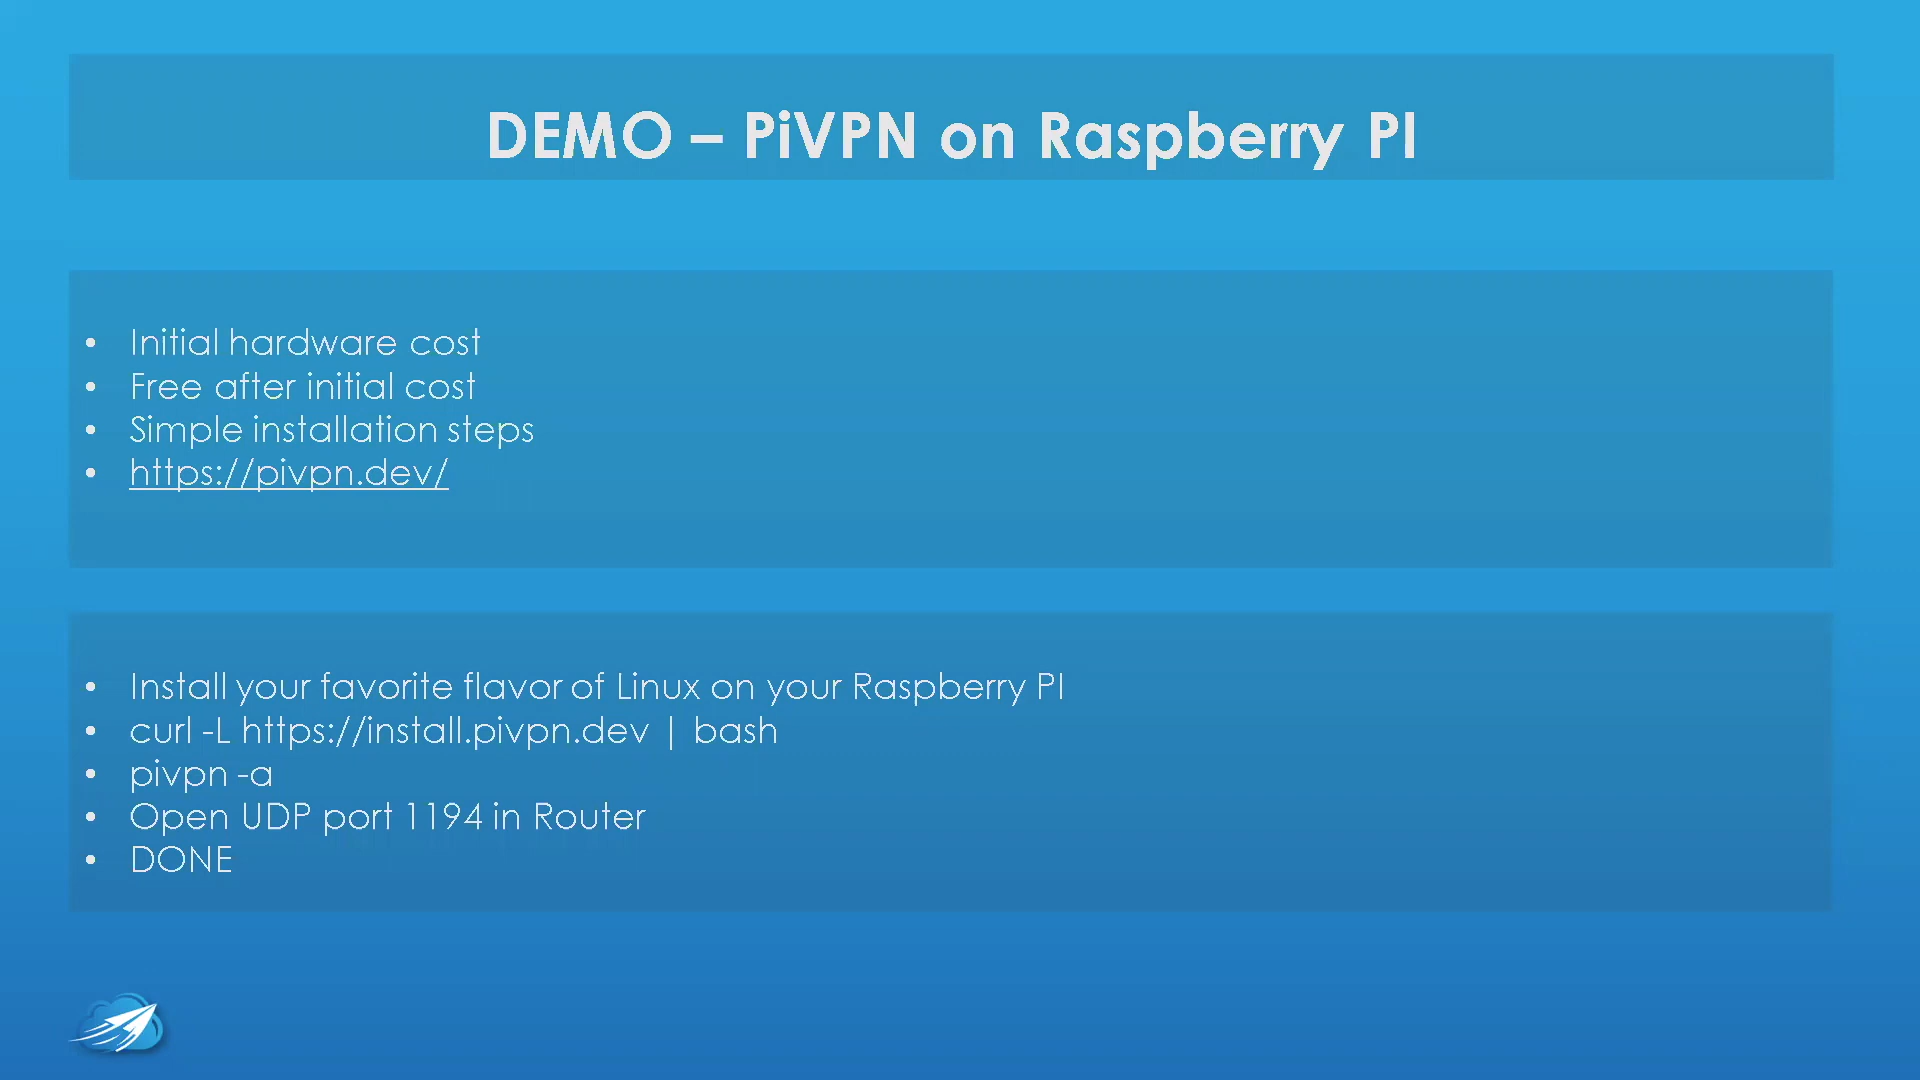 DEMO – PiVPN on Raspberry PI
• Initial hardware cost
• Free after initial cost
• Simple installation steps
• https://pivpn.dev/
• Install your favorite flavor of Linux on your Raspberry PI
• curl -L https://install.pivpn.dev | bash
• pivpn -a
• Open UDP port 1194 in Router
• DONE